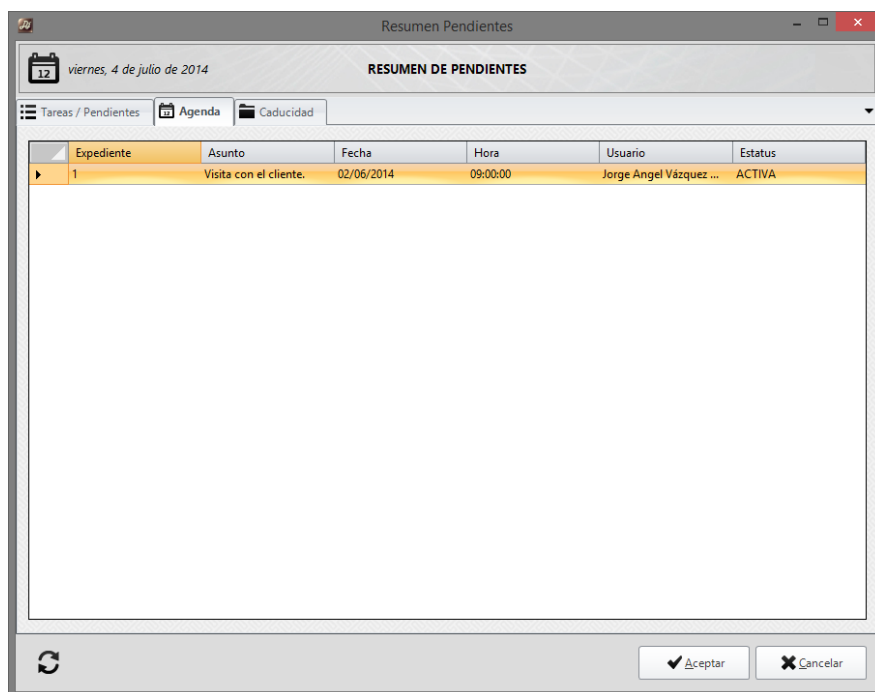 Resumen Pendientes
12 viernes, 4 de julio de 2014 RESUMEN DE PENDIENTES
Tareas / Pendientes 12 Agenda Caducidad
Expediente Asunto Fecha Hora Usuario Estatus
1 Visita con el cliente. 02/06/2014 09:00:00 Jorge Angel Vázquez ... ACTIVA
Aceptar Cancelar